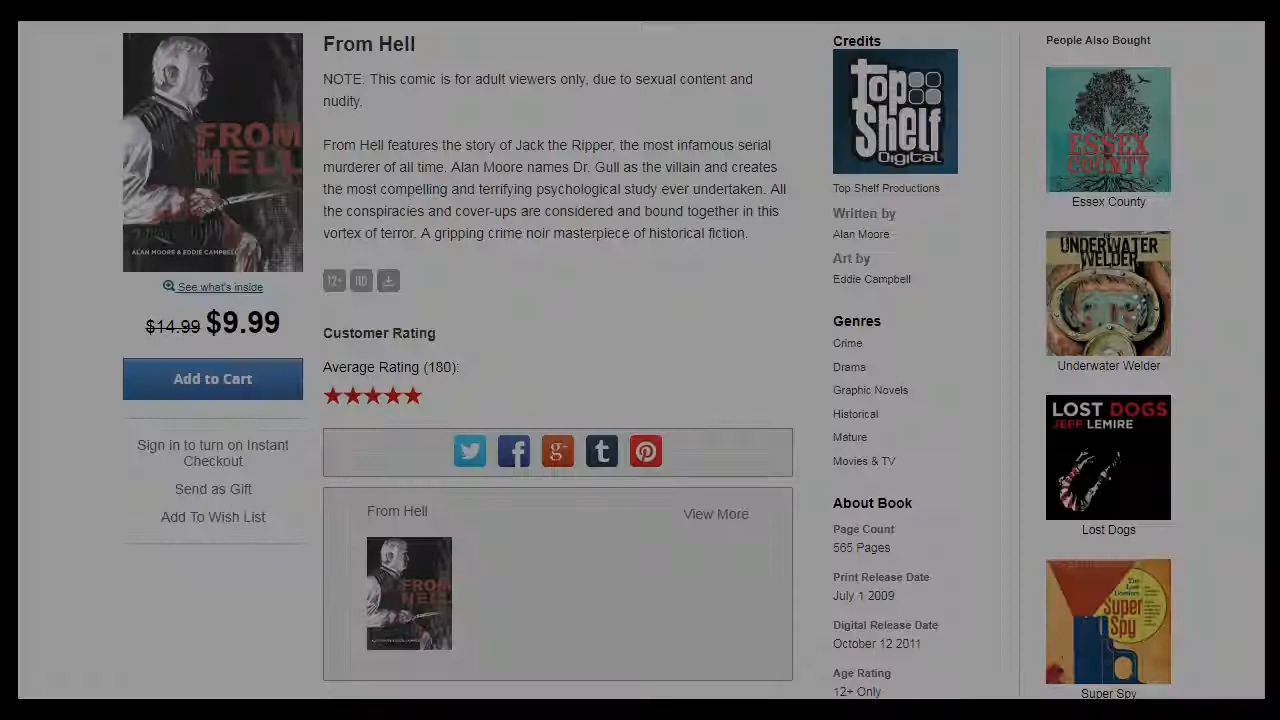 FROM
HELL
ALAN MOORE & EDDIE CAMPBELL
See what's inside
$14.99 $9.99
Add to Cart
Sign in to turn on Instant
Checkout
Send as Gift
Add To Wish List
From Hell
NOTE: This comic is for adult viewers only, due to sexual content and
nudity.
From Hell features the story of Jack the Ripper, the most infamous serial
murderer of all time. Alan Moore names Dr. Gull as the villain and creates
the most compelling and terrifying psychological study ever undertaken. All
the conspiracies and cover-ups are considered and bound together in this
vortex of terror. A gripping crime noir masterpiece of historical fiction.
12+ HD
Customer Rating
Average Rating (180):
f g+ t
From Hell
View More
FROM
HELL
Credits
Top
Shelf
Digital
Top Shelf Productions
Written by
Alan Moore
Art by
Eddie Campbell
Genres
Crime
Drama
Graphic Novels
Historical
Mature
Movies & TV
About Book
Page Count
565 Pages
Print Release Date
July 1 2009
Digital Release Date
October 12 2011
Age Rating
12+ Only
People Also Bought
ESSEX
COUNTY
Essex County
UNDERWATER
WELDER
Underwater Welder
LOST DOGS
JEFF LEMIRE
Lost Dogs
Super
Spy
Super Spy